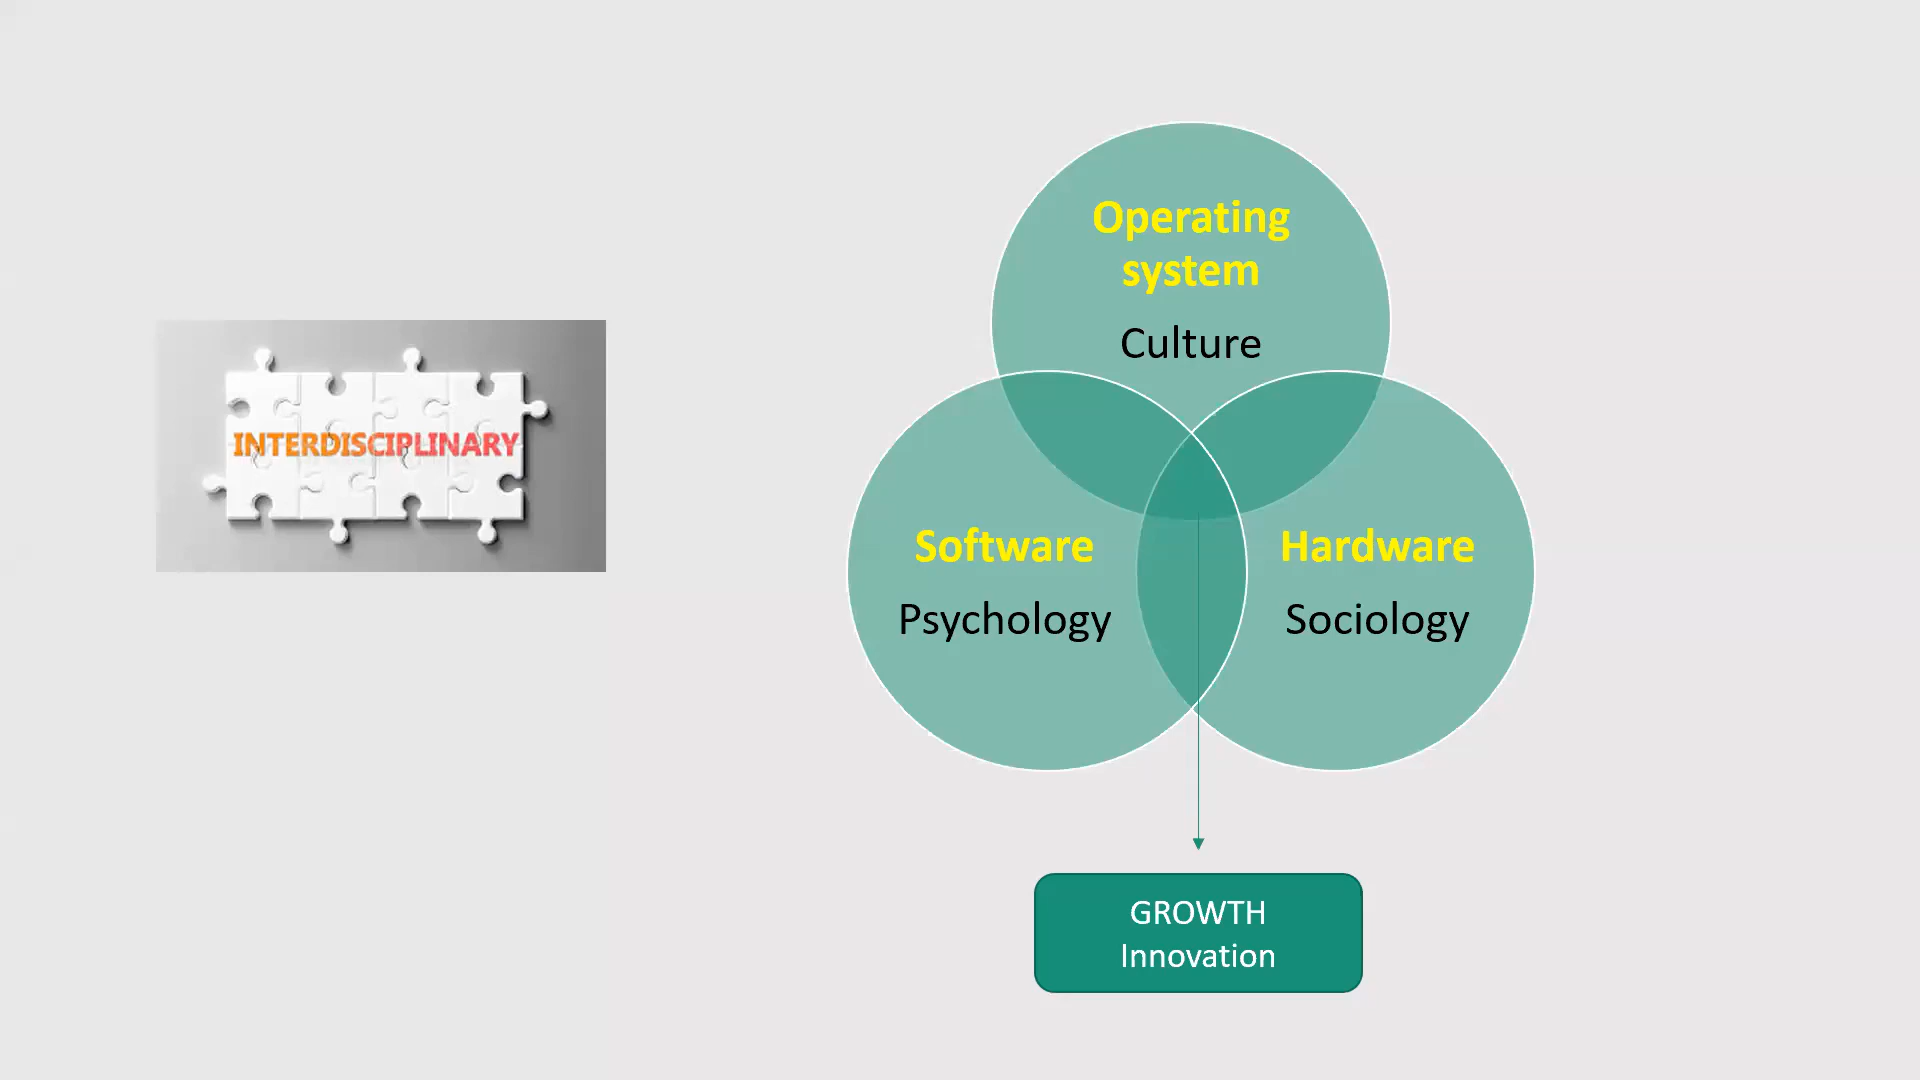 INTERDISCIPLINARY
Operating
system
Culture
Software
Psychology
Hardware
Sociology
GROWTH
Innovation